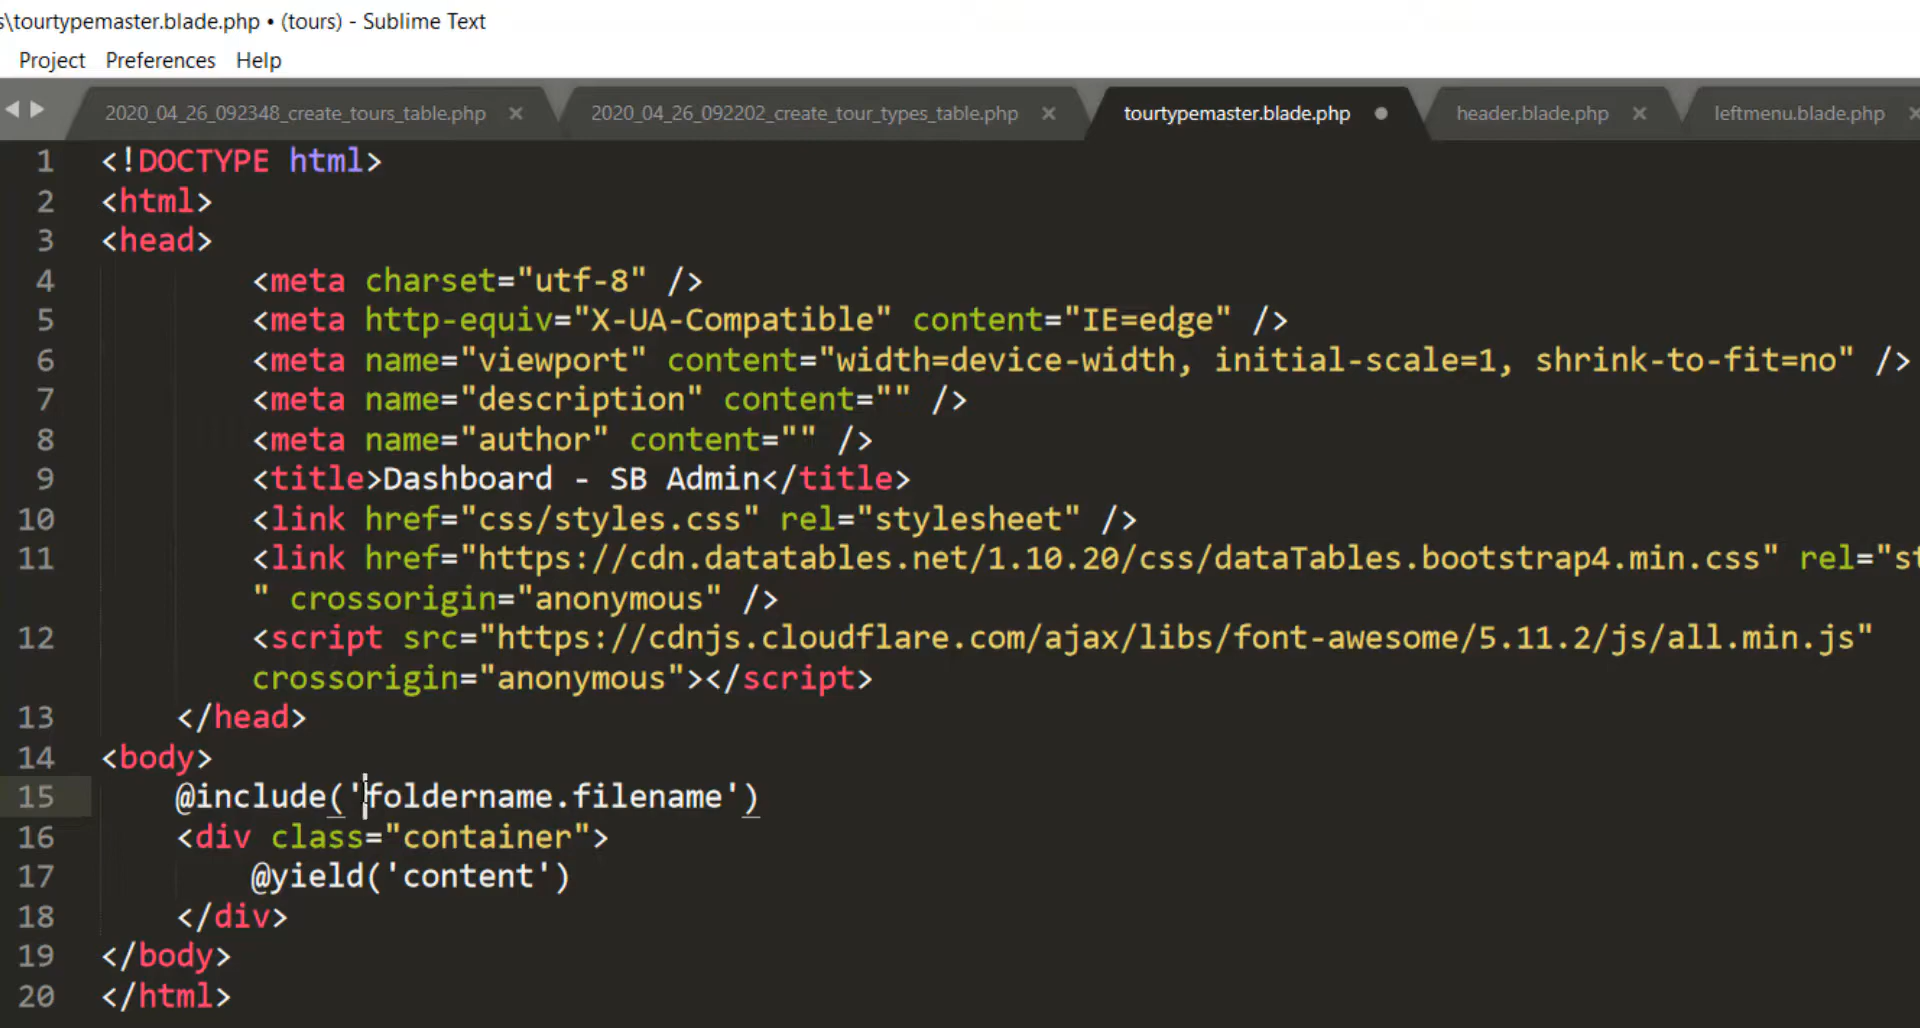 s\tourtypemaster.blade.php • (tours) - Sublime Text
Project Preferences Help
2020_04_26_092348_create_tours_table.php × 2020_04_26_092202_create_tour_types_table.php × tourtypemaster.blade.php header.blade.php × leftmenu.blade.php ×
1 <!DOCTYPE html>
2 <html>
3 <head>
4 <meta charset="utf-8" />
5 <meta http-equiv="X-UA-Compatible" content="IE=edge" />
6 <meta name="viewport" content="width=device-width, initial-scale=1, shrink-to-fit=no" />
7 <meta name="description" content="" />
8 <meta name="author" content="" />
9 <title>Dashboard - SB Admin</title>
10 <link href="css/styles.css" rel="stylesheet" />
11 <link href="https://cdn.datatables.net/1.10.20/css/dataTables.bootstrap4.min.css" rel="st
" crossorigin="anonymous" />
12 <script src="https://cdnjs.cloudflare.com/ajax/libs/font-awesome/5.11.2/js/all.min.js"
crossorigin="anonymous"></script>
13 </head>
14 <body>
15 @include('foldername.filename')
16 <div class="container">
17 @yield('content')
18 </div>
19 </body>
20 </html>